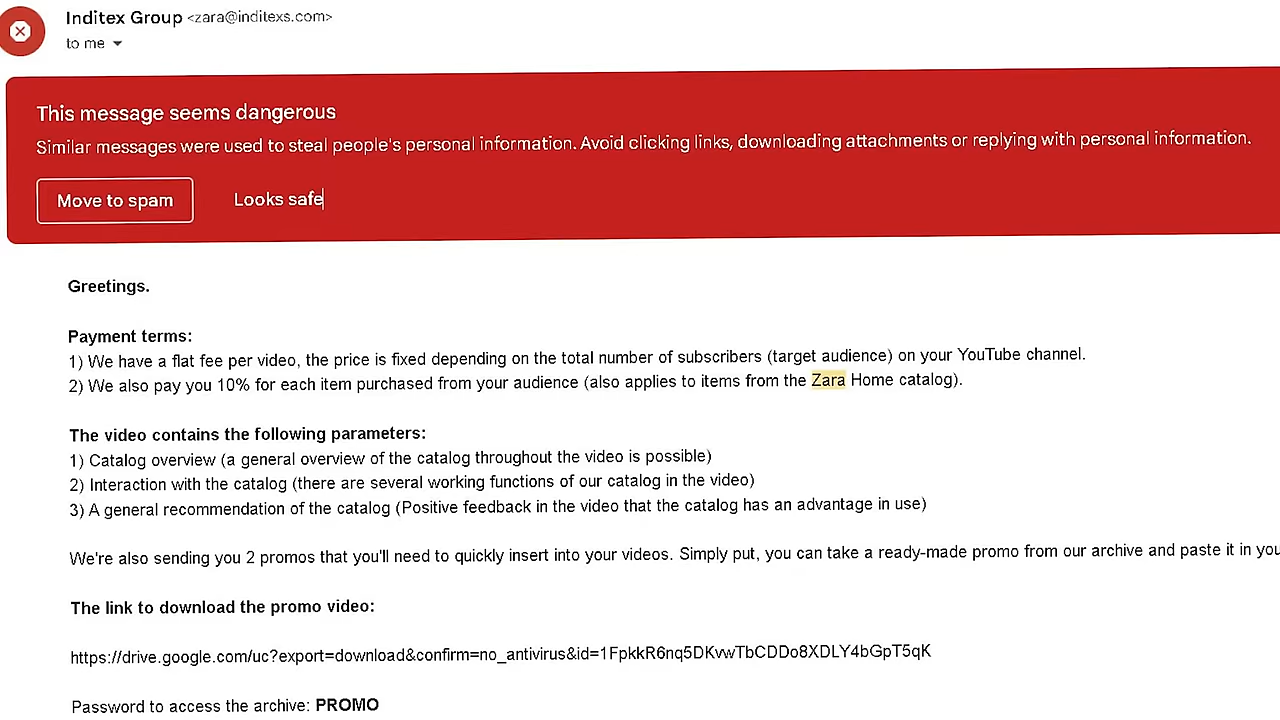 Inditex Group <zara@inditexs.com>
to me
This message seems dangerous
Similar messages were used to steal people's personal information. Avoid clicking links, downloading attachments or replying with personal information.
Move to spam
Looks safe
Greetings.
Payment terms:
1) We have a flat fee per video, the price is fixed depending on the total number of subscribers (target audience) on your YouTube channel.
2) We also pay you 10% for each item purchased from your audience (also applies to items from the Zara Home catalog).
The video contains the following parameters:
1) Catalog overview (a general overview of the catalog throughout the video is possible)
2) Interaction with the catalog (there are several working functions of our catalog in the video)
3) A general recommendation of the catalog (Positive feedback in the video that the catalog has an advantage in use)
We're also sending you 2 promos that you'll need to quickly insert into your videos. Simply put, you can take a ready-made promo from our archive and paste it in you
The link to download the promo video:
https://drive.google.com/uc?export=download&confirm=no_antivirus&id=1FpkkR6nq5DKvwTbCDDo8XDLY4bGpT5qK
Password to access the archive: PROMO